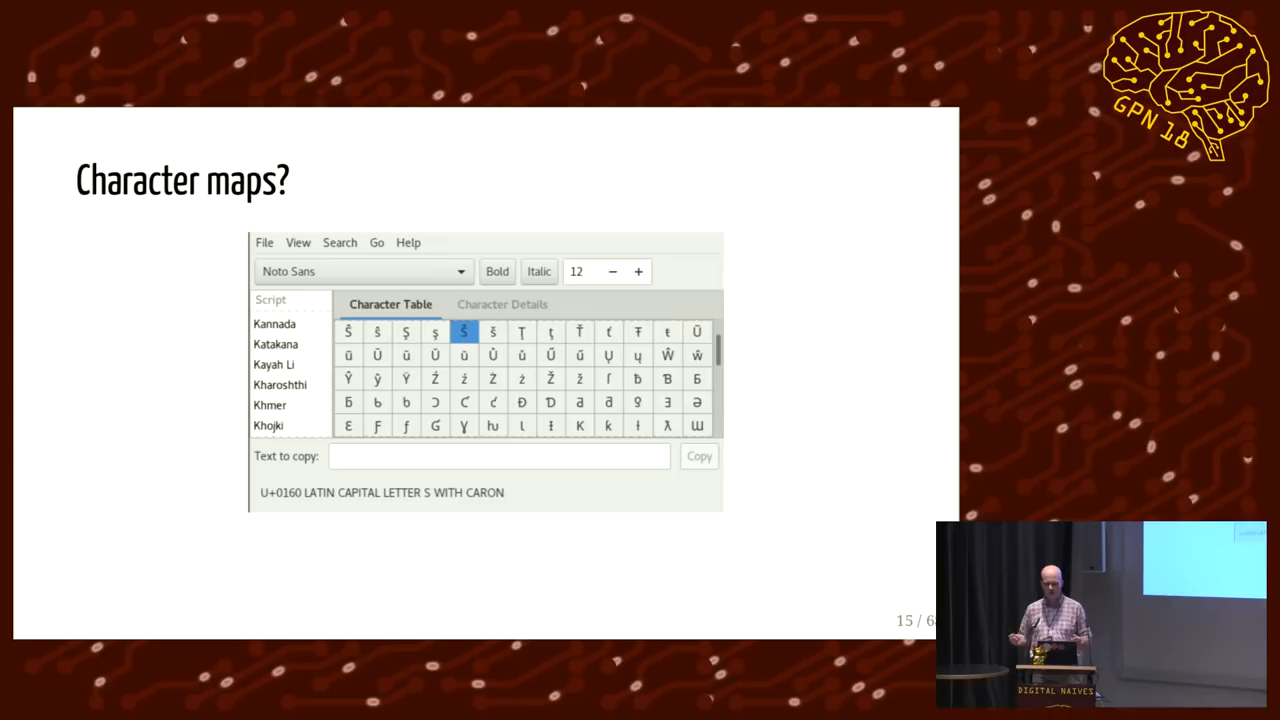 GPN 18
Character maps?
File View Search Go Help
Noto Sans Bold Italic 12 − +
Script Character Table Character Details
Kannada
Katakana
Kayah Li
Kharoshthi
Khmer
Khojki
Ŝ ŝ Ş ş Š š Ţ ţ Ť ť Ŧ ŧ Ũ
ũ Ū ū Ŭ ŭ Ů ů Ű ű Ų ų Ŵ ŵ
Ŷ ŷ Ÿ Ź ź Ż ż Ž ž ſ ƀ Ɓ Ƃ
ƃ Ƅ ƅ Ɔ Ƈ ƈ Ɖ Ɗ Ƌ ƌ ƍ Ǝ Ə
Ɛ Ƒ ƒ Ɠ Ɣ ƕ Ɩ Ɨ Ƙ ƙ ƚ ƛ Ɯ
Text to copy: Copy
U+0160 LATIN CAPITAL LETTER S WITH CARON
15 /
DIGITAL NAIVES